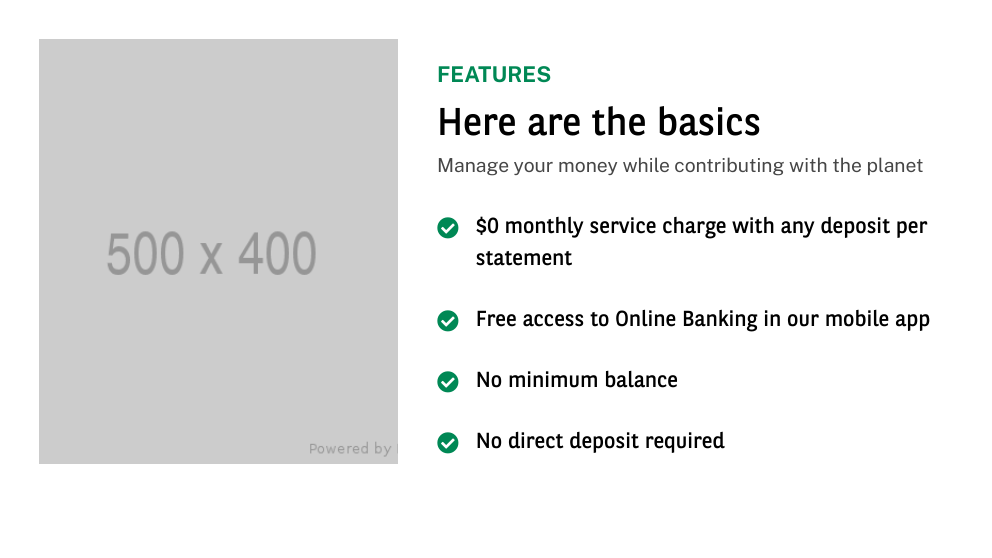 500 x 400
Powered by
FEATURES
Here are the basics
Manage your money while contributing with the planet
$0 monthly service charge with any deposit per
statement
Free access to Online Banking in our mobile app
No minimum balance
No direct deposit required